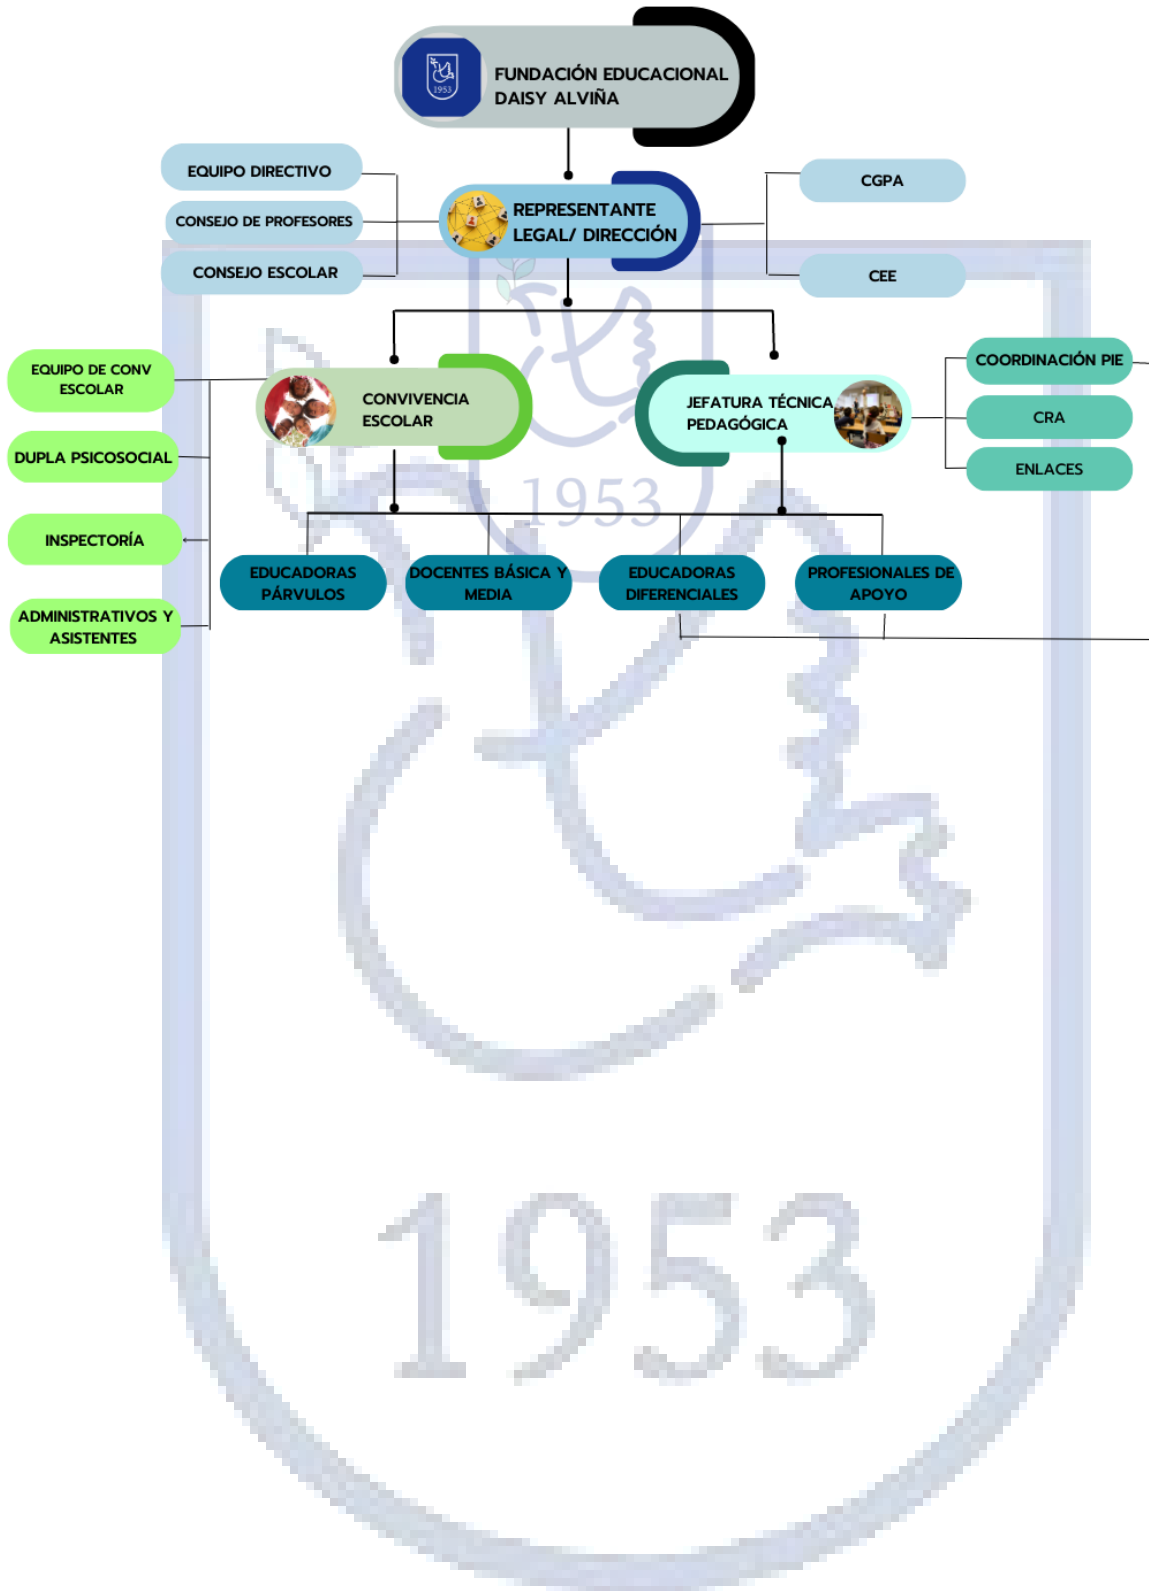 1953
FUNDACIÓN EDUCACIONAL
DAISY ALVIÑA
EQUIPO DIRECTIVO
CONSEJO DE PROFESORES
CONSEJO ESCOLAR
REPRESENTANTE
LEGAL/ DIRECCIÓN
CGPA
CEE
EQUIPO DE CONV
ESCOLAR
DUPLA PSICOSOCIAL
INSPECTORÍA
ADMINISTRATIVOS Y
ASISTENTES
CONVIVENCIA
ESCOLAR
JEFATURA TÉCNICA
PEDAGÓGICA
COORDINACIÓN PIE
CRA
ENLACES
1953
EDUCADORAS
PÁRVULOS
DOCENTES BÁSICA Y
MEDIA
EDUCADORAS
DIFERENCIALES
PROFESIONALES DE
APOYO
1953